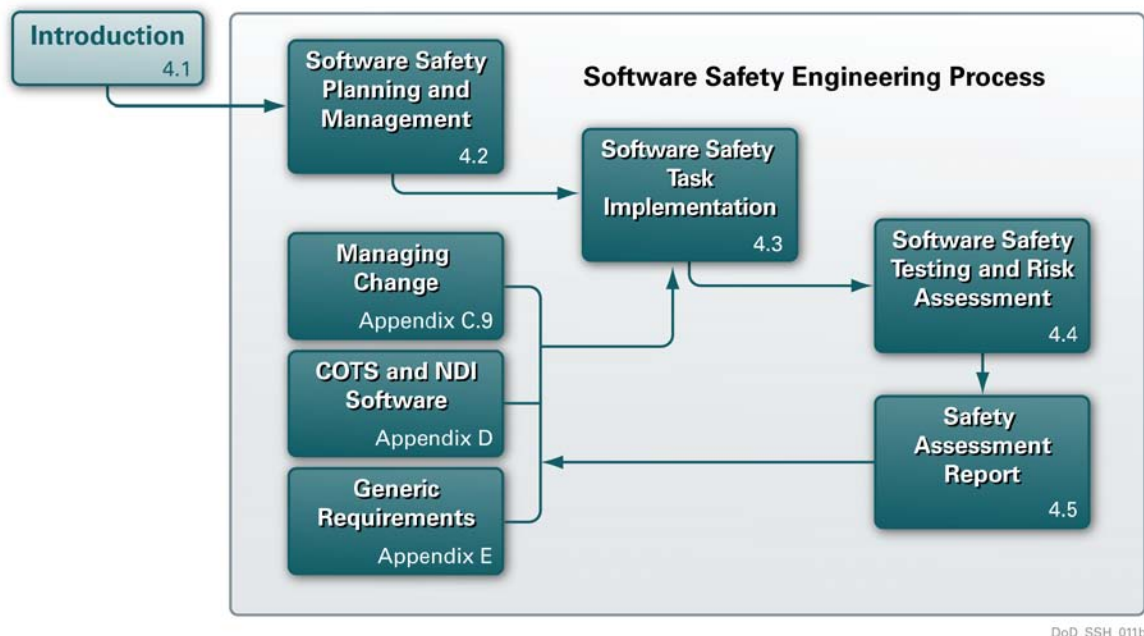 Introduction
4.1
Software Safety Engineering Process
Software Safety
Planning and
Management
4.2
Software Safety
Task
Implementation
4.3
Managing
Change
Appendix C.9
Software Safety
Testing and Risk
Assessment
4.4
COTS and NDI
Software
Appendix D
Safety
Assessment
Report
4.5
Generic
Requirements
Appendix E